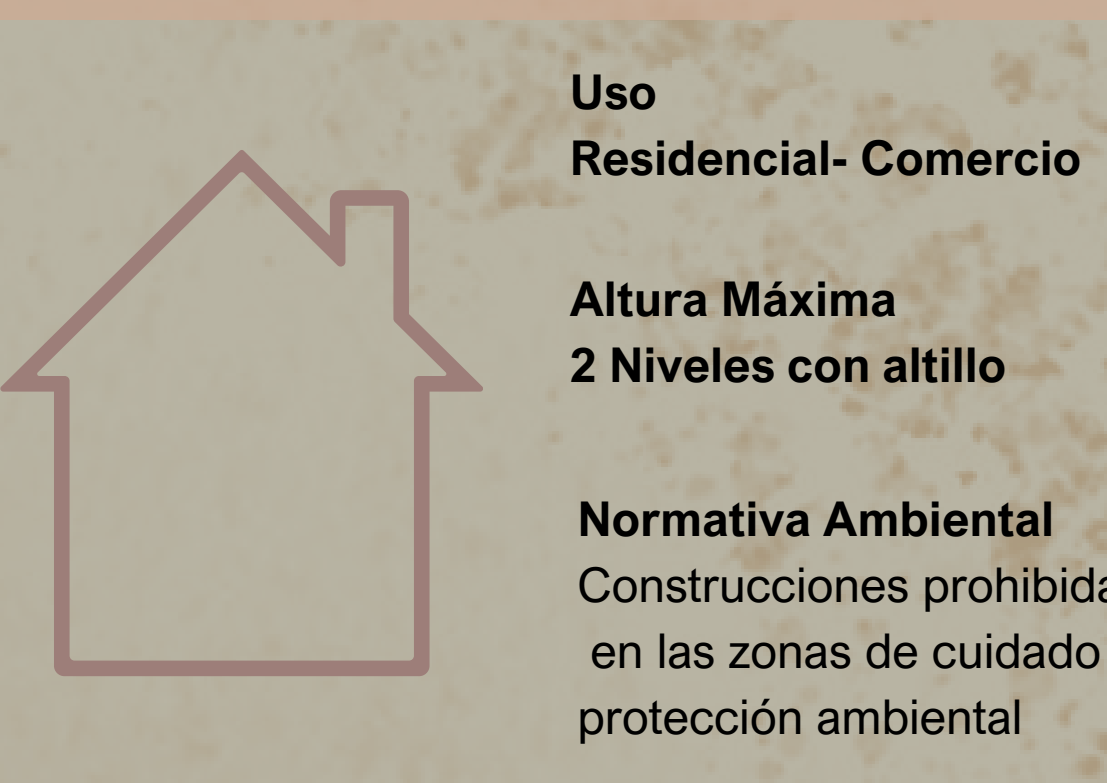 Uso
Residencial- Comercio
Altura Máxima
2 Niveles con altillo
Normativa Ambiental
Construcciones prohibida
en las zonas de cuidado
protección ambiental